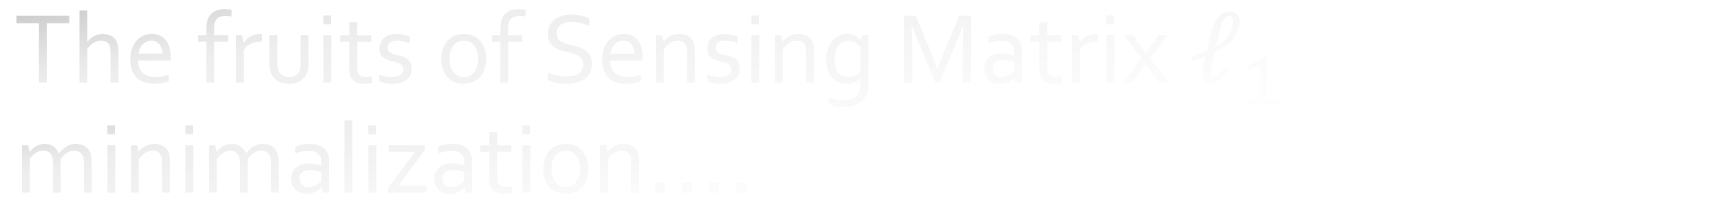 The fruits of Sensing Matrix ℓ₁
minimalization....